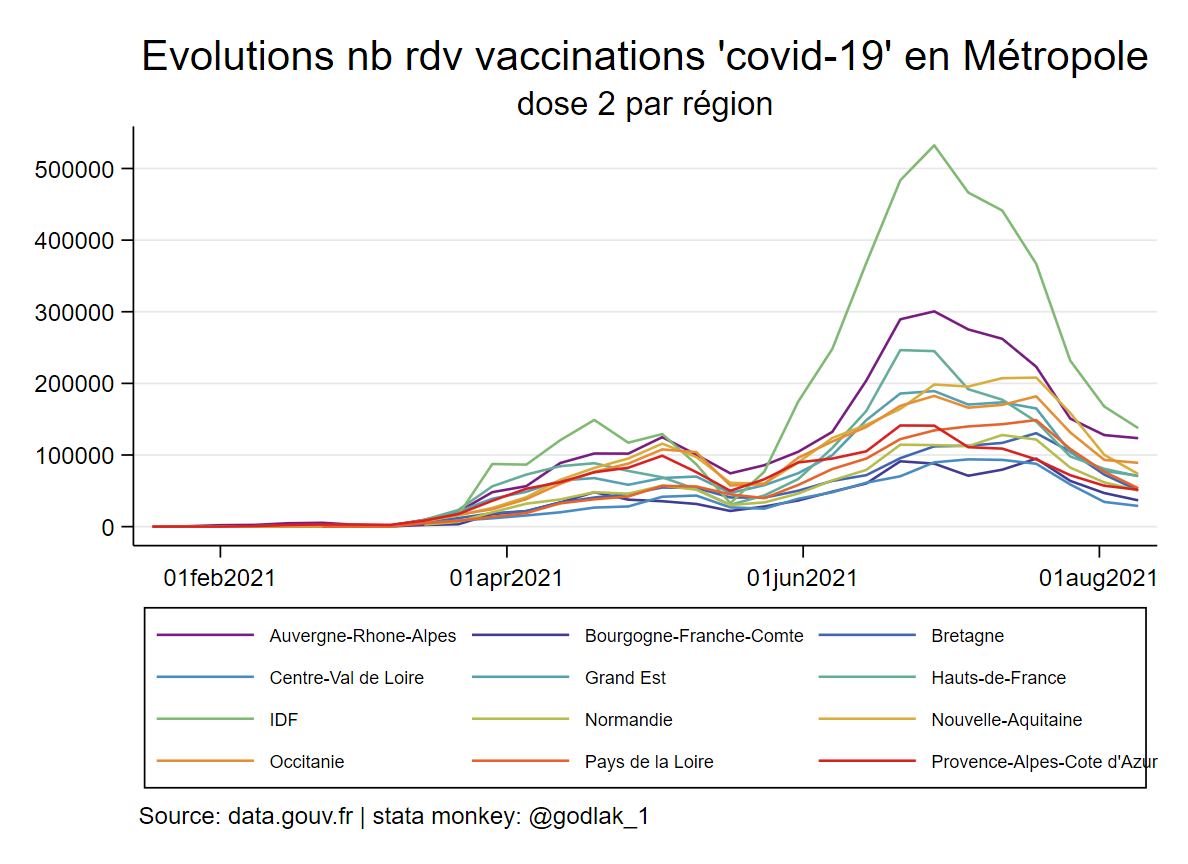 Evolutions nb rdv vaccinations 'covid-19' en Métropole
dose 2 par région
500000
400000
300000
200000
100000
0
01feb2021 01apr2021 01jun2021 01aug2021
Auvergne-Rhone-Alpes Bourgogne-Franche-Comte Bretagne
Centre-Val de Loire Grand Est Hauts-de-France
IDF Normandie Nouvelle-Aquitaine
Occitanie Pays de la Loire Provence-Alpes-Cote d'Azur
Source: data.gouv.fr | stata monkey: @godlak_1